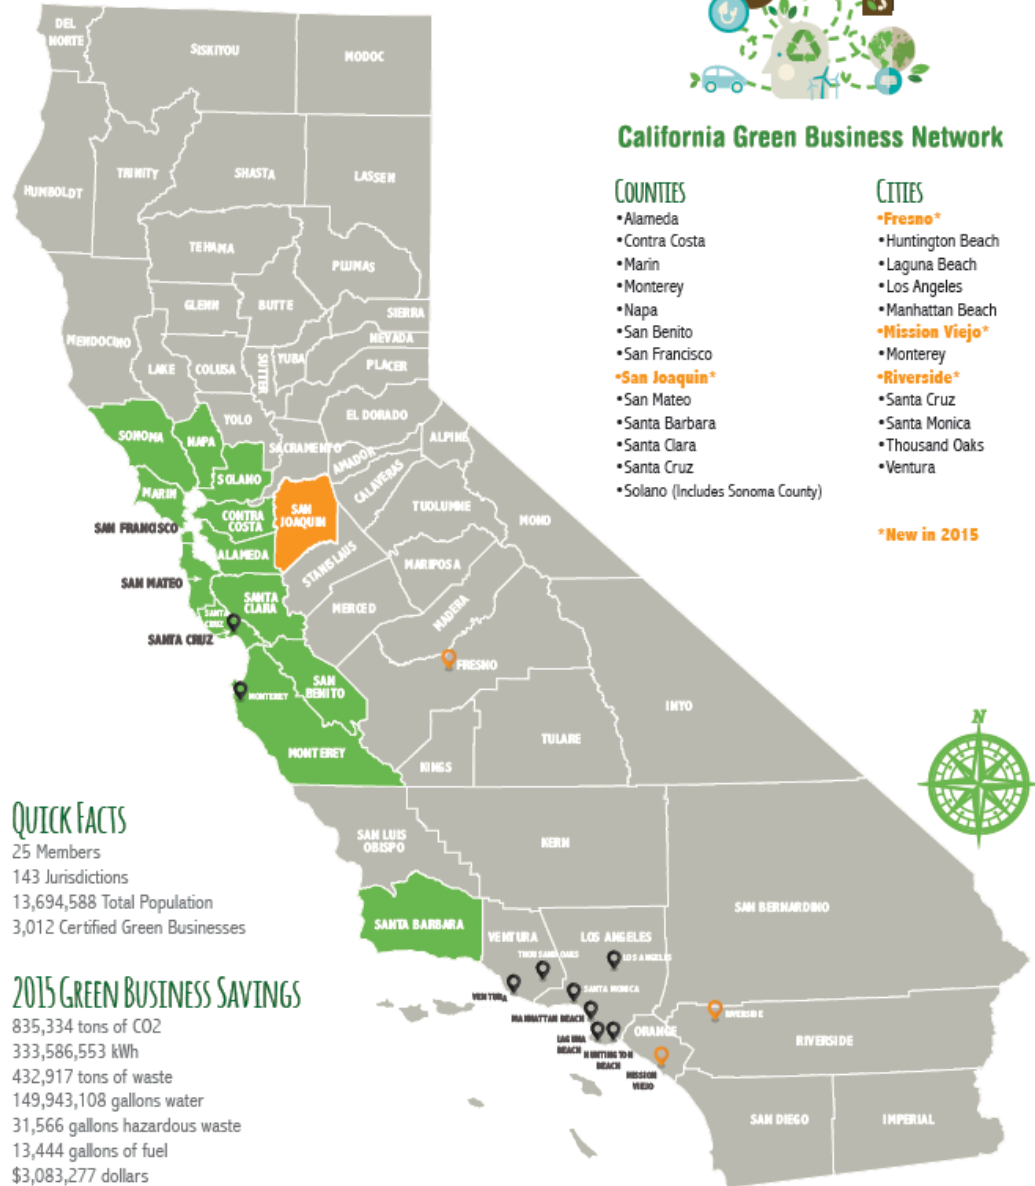 California Green Business Network
COUNTIES
•Alameda
•Contra Costa
•Marin
•Monterey
•Napa
•San Benito
•San Francisco
•San Joaquin*
•San Mateo
•Santa Barbara
•Santa Clara
•Santa Cruz
•Solano (Includes Sonoma County)
CITIES
•Fresno*
•Huntington Beach
•Laguna Beach
•Los Angeles
•Manhattan Beach
•Mission Viejo*
•Monterey
•Riverside*
•Santa Cruz
•Santa Monica
•Thousand Oaks
•Ventura
*New in 2015
DEL
NORTE
SISKIYOU
MODOC
HUMBOLDT
TRINITY
SHASTA
LASSEN
TEHAMA
PLUMAS
GLENN
BUTTE
SIERRA
MENDOCINO
NEVADA
LAKE
COLUSA
SUTTER
YUBA
PLACER
YOLO
EL DORADO
SONOMA
NAPA
SACRAMENTO
ALPINE
AMADOR
SOLANO
CALAVERAS
MARIN
TUOLUMNE
SAN FRANCISCO
CONTRA
COSTA
SAN
JOAQUIN
MONO
ALAMEDA
STANISLAUS
MARIPOSA
SAN MATEO
SANTA
CLARA
MERCED
MADERA
SANTA
CRUZ
SANTA CRUZ
FRESNO
SAN
BENITO
MONTEREY
INYO
MONTEREY
TULARE
KINGS
N
SAN LUIS
OBISPO
KERN
SANTA BARBARA
VENTURA
LOS ANGELES
SAN BERNARDINO
THOUSAND OAKS
LOS ANGELES
VENTURA
SANTA MONICA
MANHATTAN BEACH
ORANGE
RIVERSIDE
LAGUNA
BEACH
HUNTINGTON
BEACH
RIVERSIDE
MISSION
VIEJO
SAN DIEGO
IMPERIAL
QUICK FACTS
25 Members
143 Jurisdictions
13,694,588 Total Population
3,012 Certified Green Businesses
2015 GREEN BUSINESS SAVINGS
835,334 tons of CO2
333,586,553 kWh
432,917 tons of waste
149,943,108 gallons water
31,566 gallons hazardous waste
13,444 gallons of fuel
$3,083,277 dollars